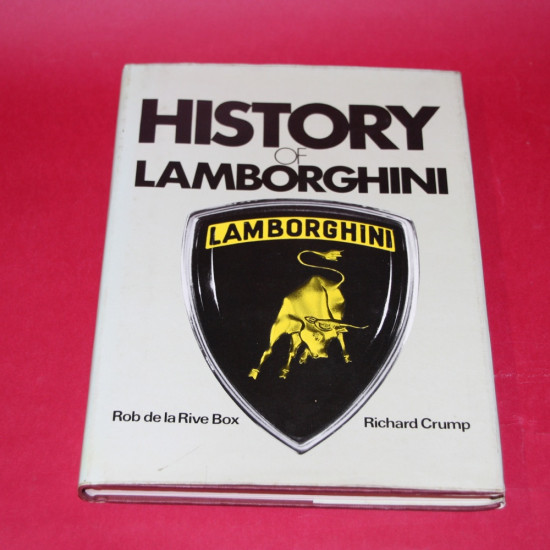 HISTORY
OF
LAMBORGHINI
LAMBORGHINI
Rob de la Rive Box
Richard Crump